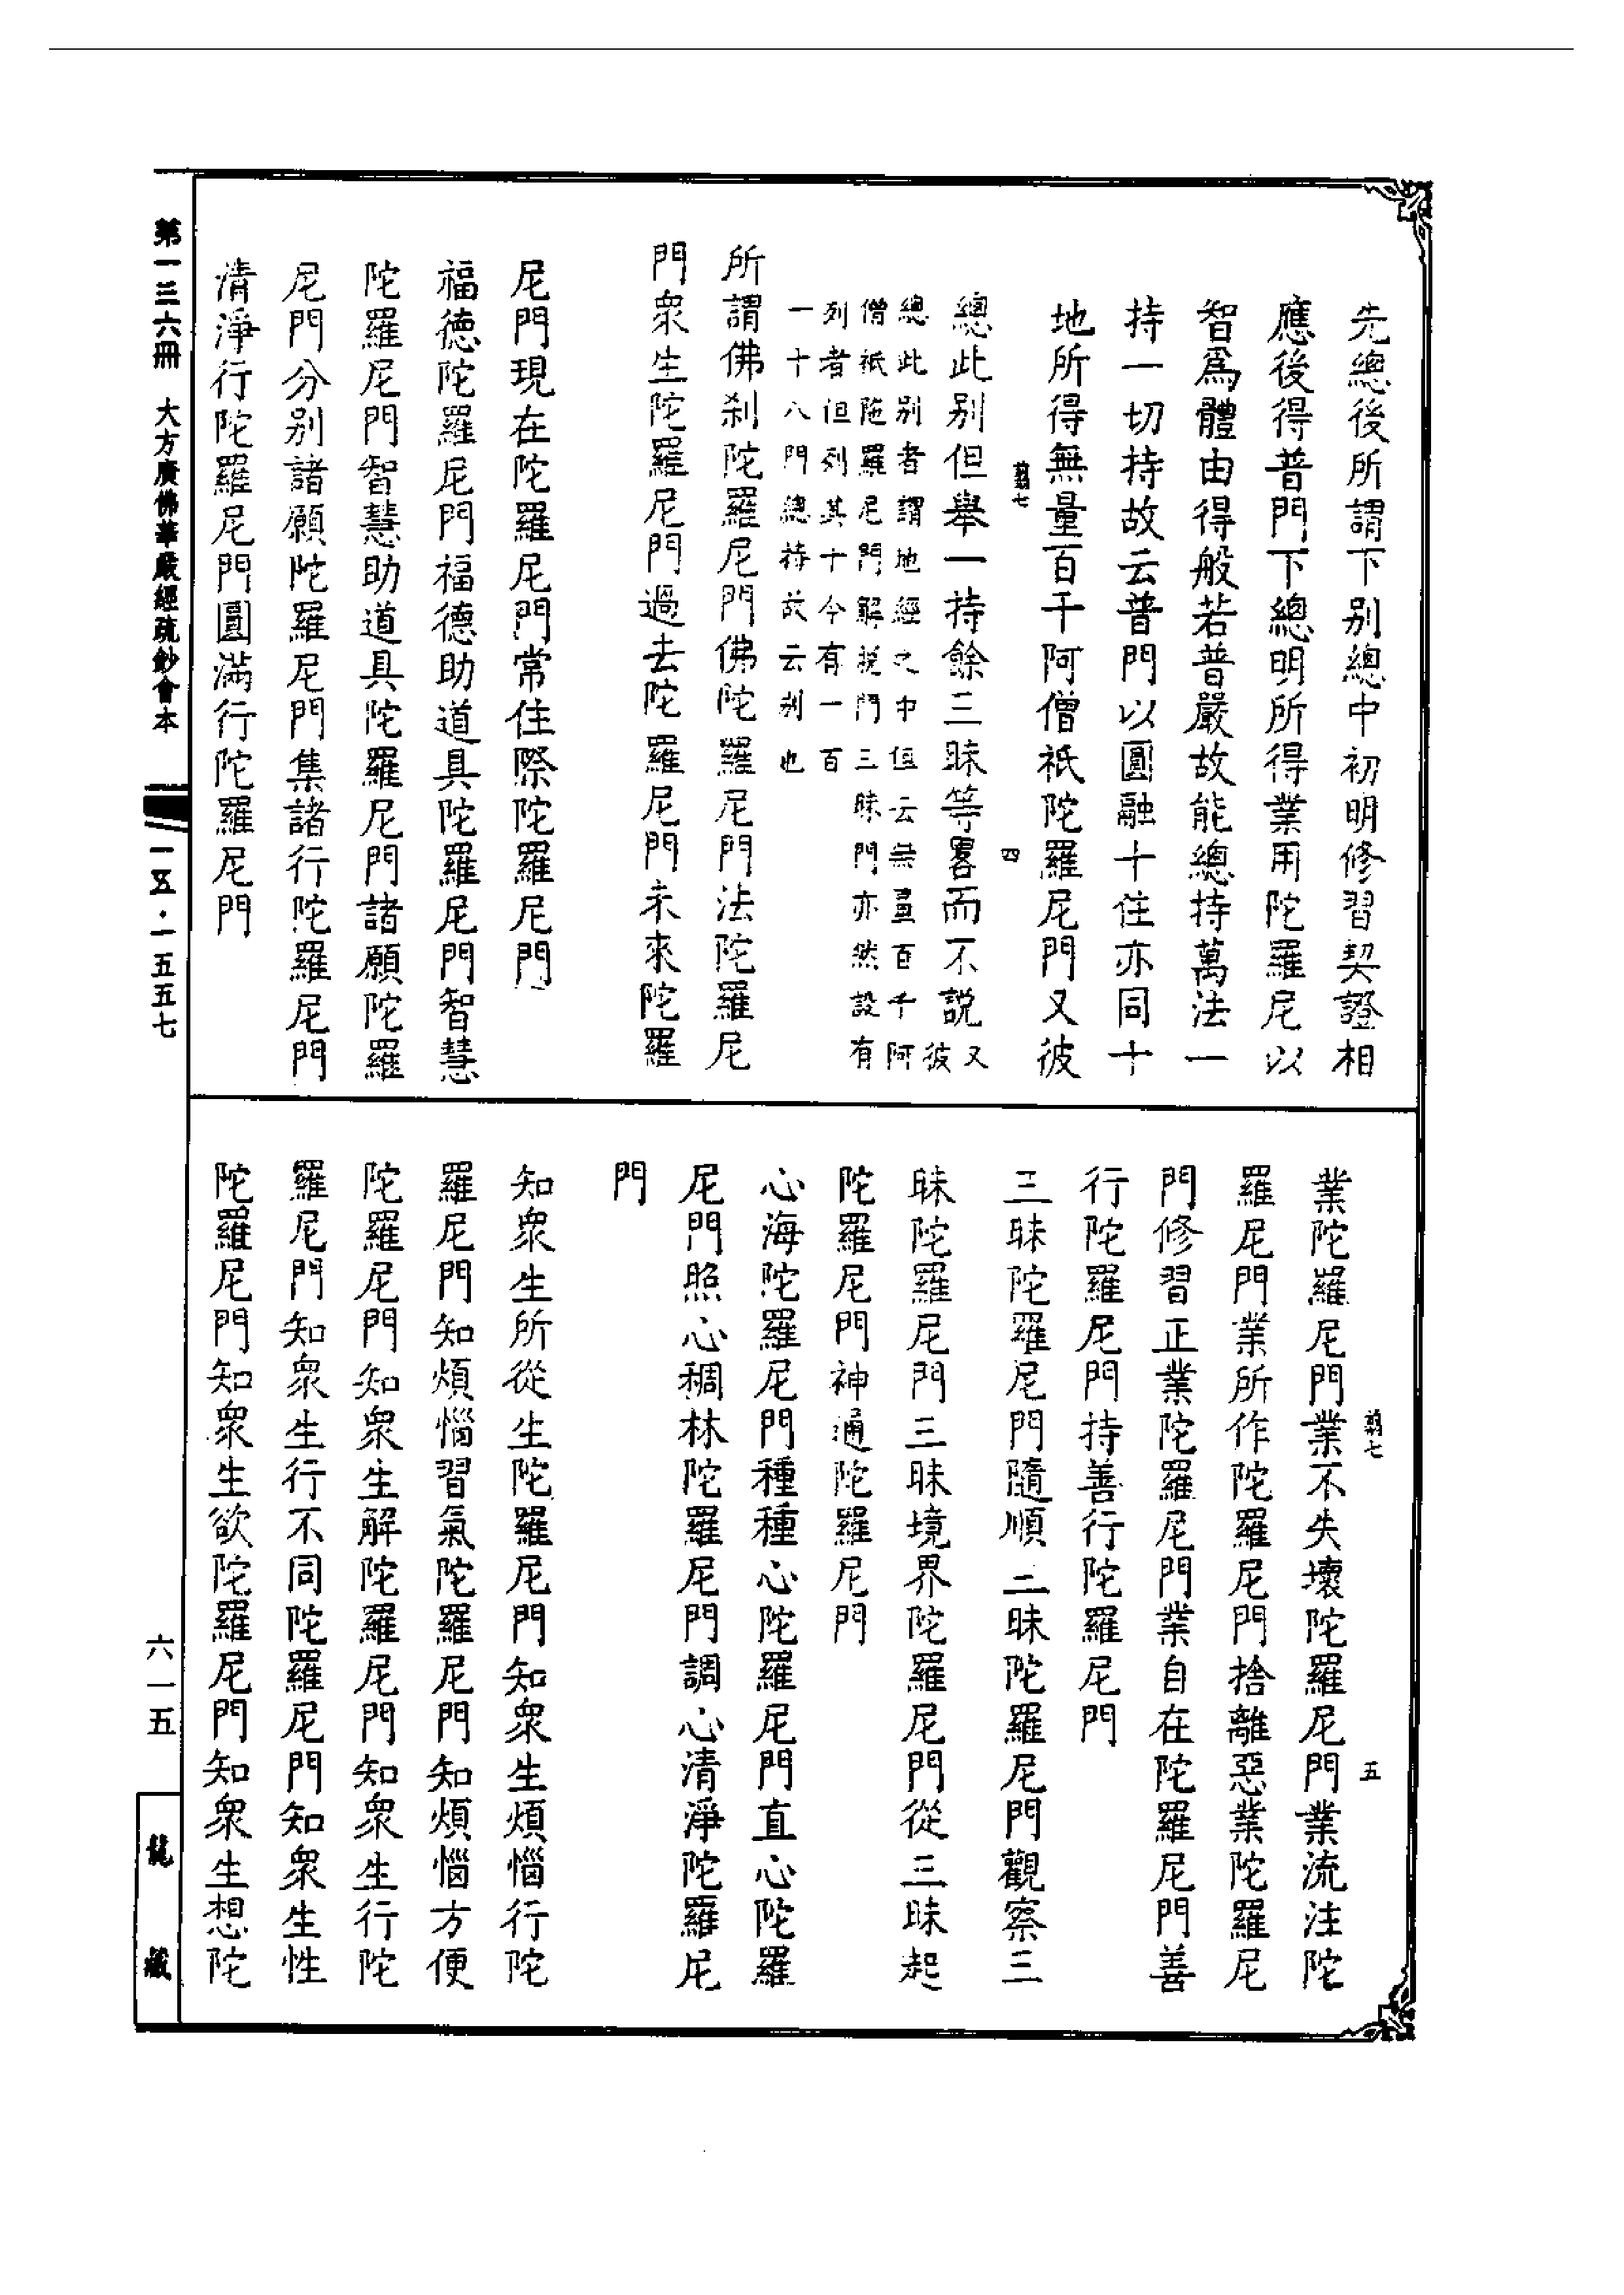 先總後所謂下別總中初明修習契證相
應後得普門下總明所得業用陀羅尼以
智爲體由得般若普嚴故能總持萬法一
持一切持故云普門以圓融十住亦同十
地所得無量百千阿僧祇陀羅尼門又彼
翦七
四
總此別但舉一持餘三昧等畧而不説又彼
總此別者謂地經之中但云無量百千阿
僧祇陁羅尼門解脱門三昧門亦然設有
列者但列其十今有一百
一十八門總持故云別也
所謂佛刹陀羅尼門佛陀羅尼門法陀羅尼
門衆生陀羅尼門過去陀羅尼門未來陀羅
尼門現在陀羅尼門常住際陀羅尼門
福德陀羅尼門福德助道具陀羅尼門智慧
陀羅尼門智慧助道具陀羅尼門諸願陀羅
尼門分別諸願陀羅尼門集諸行陀羅尼門
清淨行陀羅尼門圓滿行陀羅尼門
翦七
五
業陀羅尼門業不失壞陀羅尼門業流注陀
羅尼門業所作陀羅尼門捨離惡業陀羅尼
門修習正業陀羅尼門業自在陀羅尼門善
行陀羅尼門持善行陀羅尼門
三昧陀羅尼門隨順三昧陀羅尼門觀察三
昧陀羅尼門三昧境界陀羅尼門從三昧起
陀羅尼門神通陀羅尼門
心海陀羅尼門種種心陀羅尼門直心陀羅
尼門照心稠林陀羅尼門調心清淨陀羅尼
門
知衆生所從生陀羅尼門知衆生煩惱行陀
羅尼門知煩惱習氣陀羅尼門知煩惱方便
陀羅尼門知衆生解陀羅尼門知衆生行陀
羅尼門知衆生行不同陀羅尼門知衆生性
陀羅尼門知衆生欲陀羅尼門知衆生想陀
第一三六冊　大方廣佛華嚴經疏鈔會本
一五·一五五七
六一五
龍藏